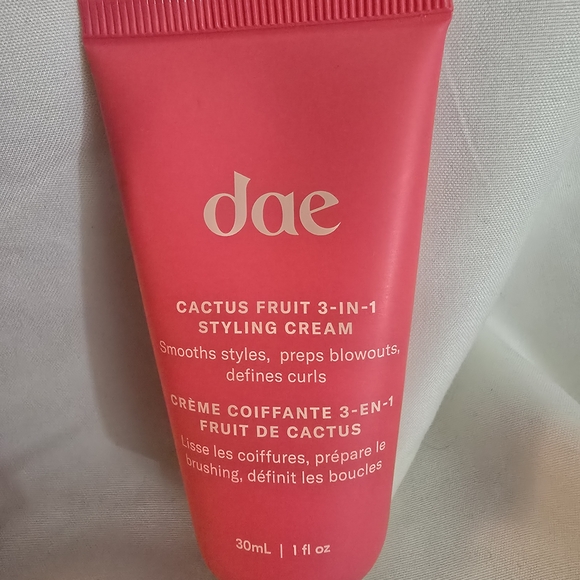 dae
CACTUS FRUIT 3-IN-1
STYLING CREAM
Smooths styles, preps blowouts,
defines curls
CRÈME COIFFANTE 3-EN-1
FRUIT DE CACTUS
Lisse les coiffures, prépare le
brushing, définit les boucles
30mL | 1 fl oz